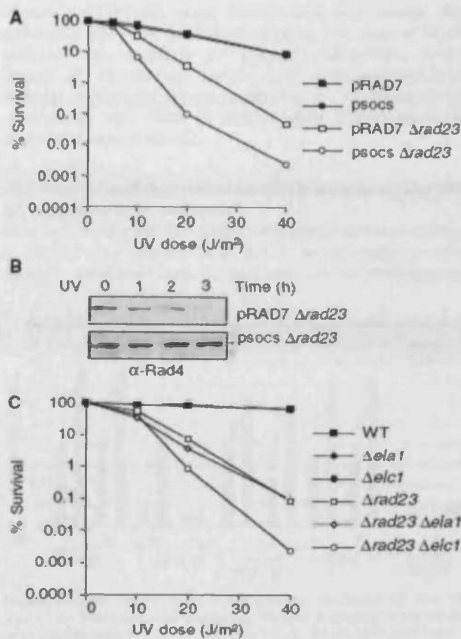 A
100
10
1
0.1
0.01
0.001
0.0001
% Survival
0 10 20 30 40
UV dose (J/m²)
pRAD7
psocs
pRAD7 Δrad23
psocs Δrad23
B
UV 0 1 2 3 Time (h)
pRAD7 Δrad23
psocs Δrad23
α-Rad4
C
100
10
1
0.1
0.01
0.001
0.0001
% Survival
0 10 20 30 40
UV dose (J/m²)
WT
Δela1
Δelc1
Δrad23
Δrad23 Δela1
Δrad23 Δelc1